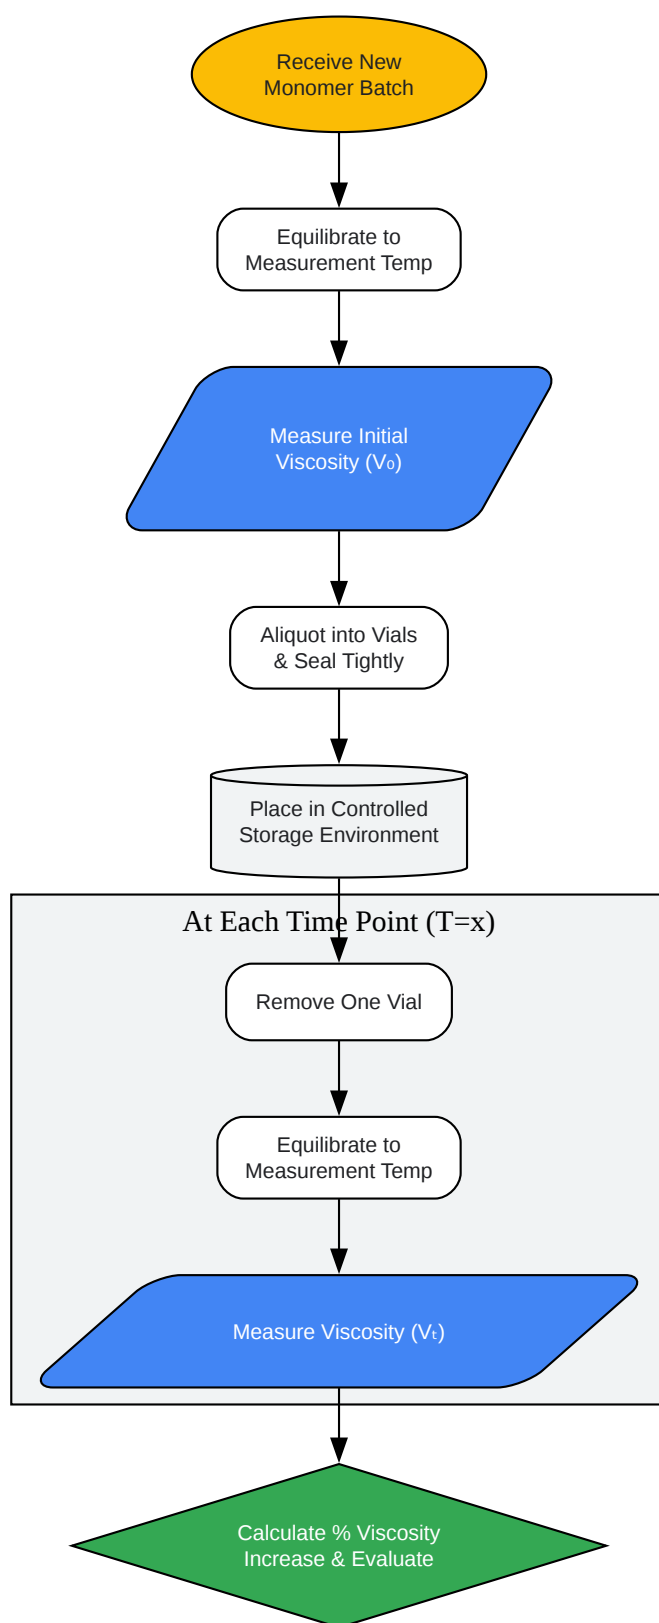 Receive New
Monomer Batch
Equilibrate to
Measurement Temp
Measure Initial
Viscosity (V₀)
Aliquot into Vials
& Seal Tightly
Place in Controlled
Storage Environment
At Each Time Point (T=x)
Remove One Vial
Equilibrate to
Measurement Temp
Measure Viscosity (Vₜ)
Calculate % Viscosity
Increase & Evaluate